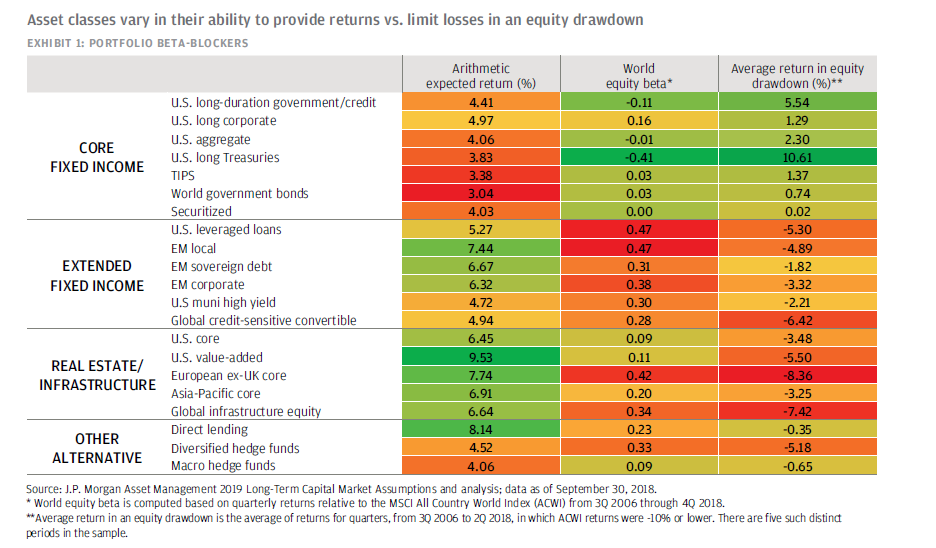 Asset classes vary in their ability to provide returns vs. limit losses in an equity drawdown
EXHIBIT 1: PORTFOLIO BETA-BLOCKERS
Arithmetic expected return (%) World equity beta* Average return in equity drawdown (%)**
CORE FIXED INCOME
U.S. long-duration government/credit 4.41 -0.11 5.54
U.S. long corporate 4.97 0.16 1.29
U.S. aggregate 4.06 -0.01 2.30
U.S. long Treasuries 3.83 -0.41 10.61
TIPS 3.38 0.03 1.37
World government bonds 3.04 0.03 0.74
Securitized 4.03 0.00 0.02
EXTENDED FIXED INCOME
U.S. leveraged loans 5.27 0.47 -5.30
EM local 7.44 0.47 -4.89
EM sovereign debt 6.67 0.31 -1.82
EM corporate 6.32 0.38 -3.32
U.S muni high yield 4.72 0.30 -2.21
Global credit-sensitive convertible 4.94 0.28 -6.42
REAL ESTATE/ INFRASTRUCTURE
U.S. core 6.45 0.09 -3.48
U.S. value-added 9.53 0.11 -5.50
European ex-UK core 7.74 0.42 -8.36
Asia-Pacific core 6.91 0.20 -3.25
Global infrastructure equity 6.64 0.34 -7.42
OTHER ALTERNATIVE
Direct lending 8.14 0.23 -0.35
Diversified hedge funds 4.52 0.33 -5.18
Macro hedge funds 4.06 0.09 -0.65
Source: J.P. Morgan Asset Management 2019 Long-Term Capital Market Assumptions and analysis; data as of September 30, 2018.
* World equity beta is computed based on quarterly returns relative to the MSCI All Country World Index (ACWI) from 3Q 2006 through 4Q 2018.
**Average return in an equity drawdown is the average of returns for quarters, from 3Q 2006 to 2Q 2018, in which ACWI returns were -10% or lower. There are five such distinct
periods in the sample.